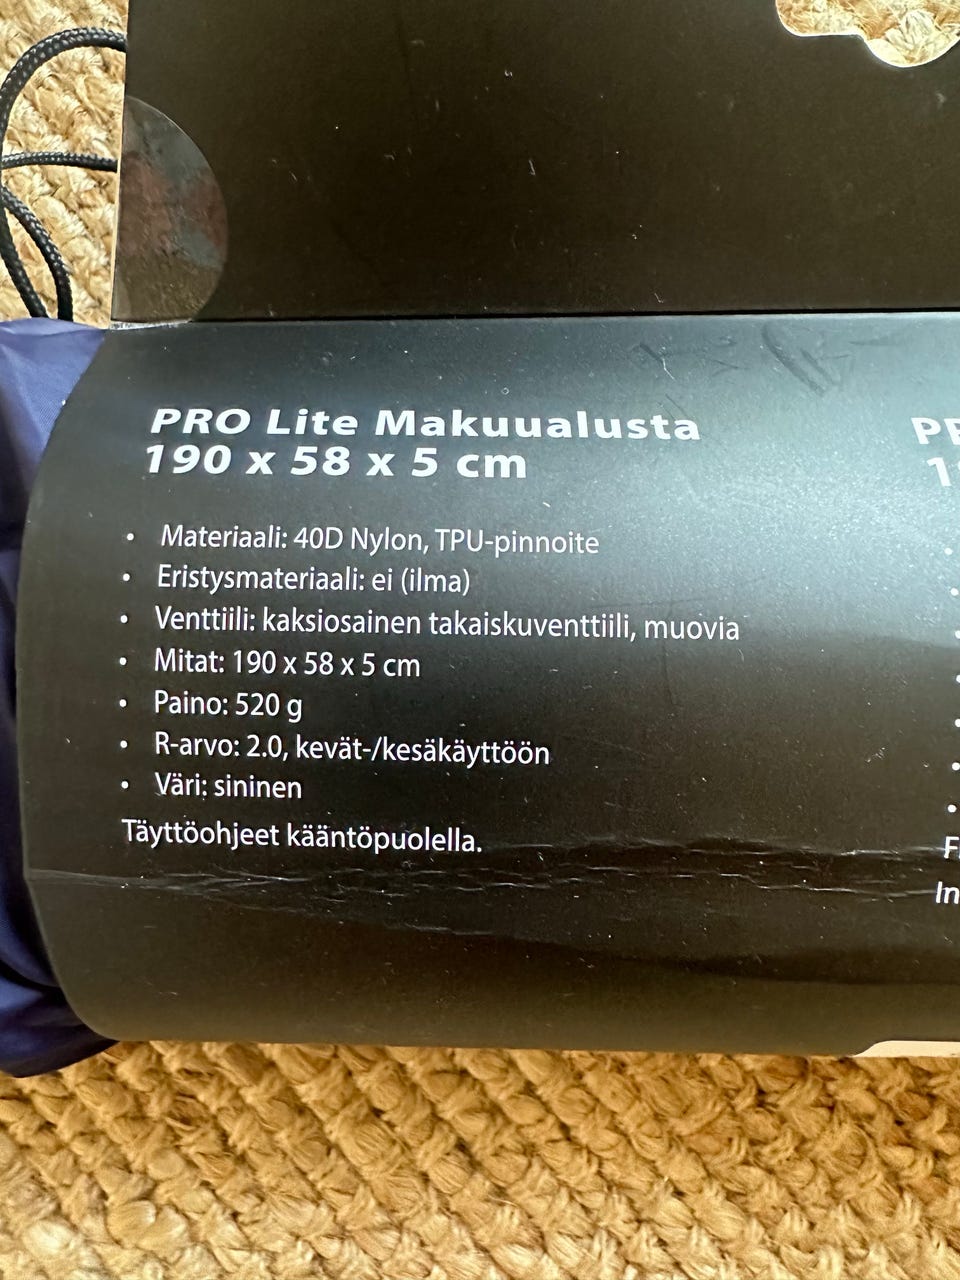 PRO Lite Makuualusta
190 x 58 x 5 cm
• Materiaali: 40D Nylon, TPU-pinnoite
• Eristysmateriaali: ei (ilma)
• Venttiili: kaksiosainen takaiskuventtiili, muovia
• Mitat: 190 x 58 x 5 cm
• Paino: 520 g
• R-arvo: 2.0, kevät-/kesäkäyttöön
• Väri: sininen
Täyttöohjeet kääntöpuolella.